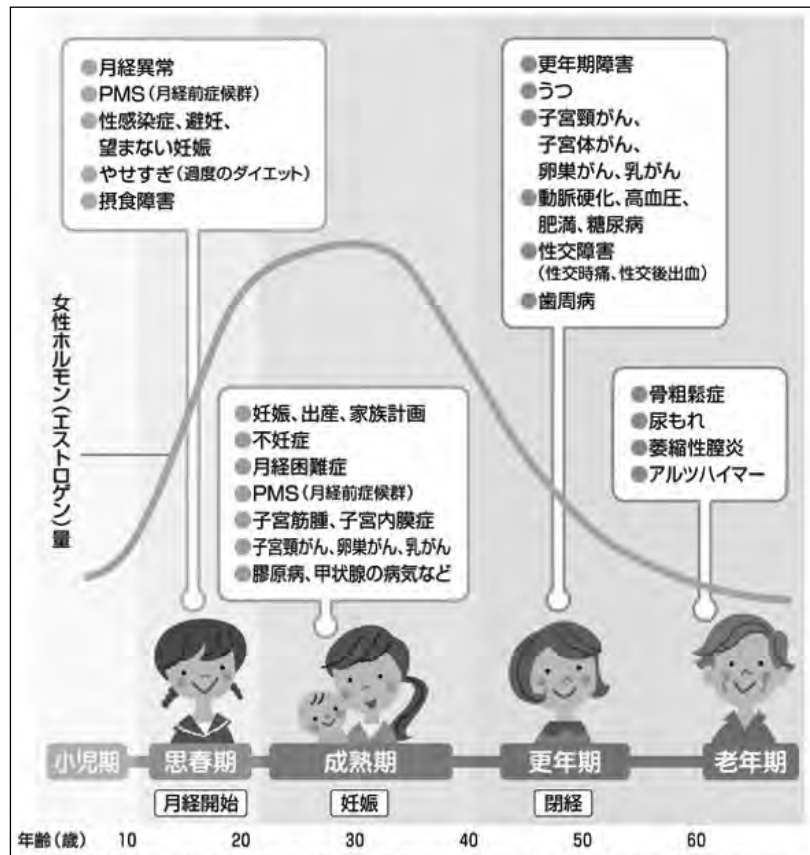 ●月経異常
●PMS(月経前症候群)
●性感染症、避妊、
望まない妊娠
●やせすぎ(過度のダイエット)
●摂食障害
●更年期障害
●うつ
●子宮頸がん、
子宮体がん、
卵巣がん、乳がん
●動脈硬化、高血圧、
肥満、糖尿病
●性交障害
(性交時痛、性交後出血)
●歯周病
女性ホルモン(エストロゲン)量
●妊娠、出産、家族計画
●不妊症
●月経困難症
●PMS(月経前症候群)
●子宮筋腫、子宮内膜症
●子宮頸がん、卵巣がん、乳がん
●膠原病、甲状腺の病気など
●骨粗鬆症
●尿もれ
●萎縮性膣炎
●アルツハイマー
小児期 思春期 成熟期 更年期 老年期
月経開始 妊娠 閉経
年齢(歳) 10 20 30 40 50 60